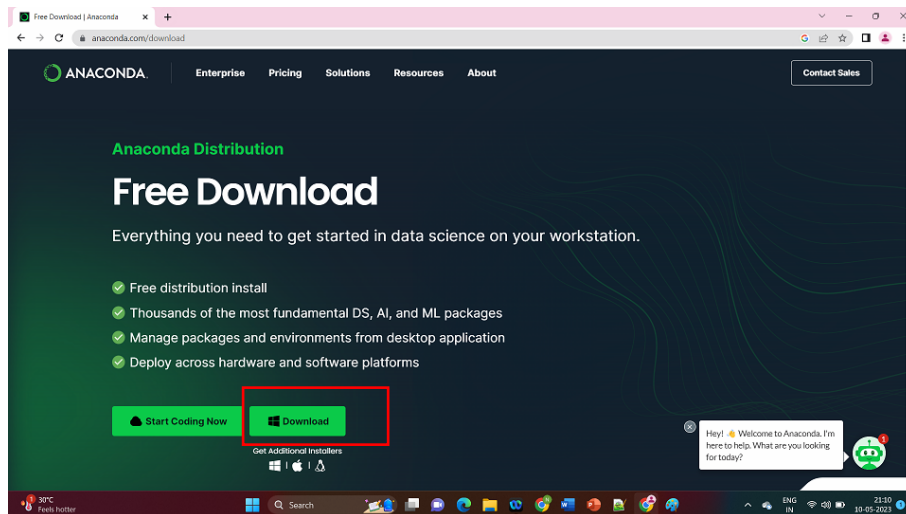 Free Download | Anaconda
anaconda.com/download
ANACONDA.
Enterprise Pricing Solutions Resources About
Contact Sales
Anaconda Distribution
Free Download
Everything you need to get started in data science on your workstation.
Free distribution install
Thousands of the most fundamental DS, AI, and ML packages
Manage packages and environments from desktop application
Deploy across hardware and software platforms
Start Coding Now
Download
Get Additional Installers
Hey! 👋 Welcome to Anaconda. I'm
here to help. What are you looking
for today?
1
1
30°C
Feels hotter
Search
ENG
IN
21:10
10-05-2023